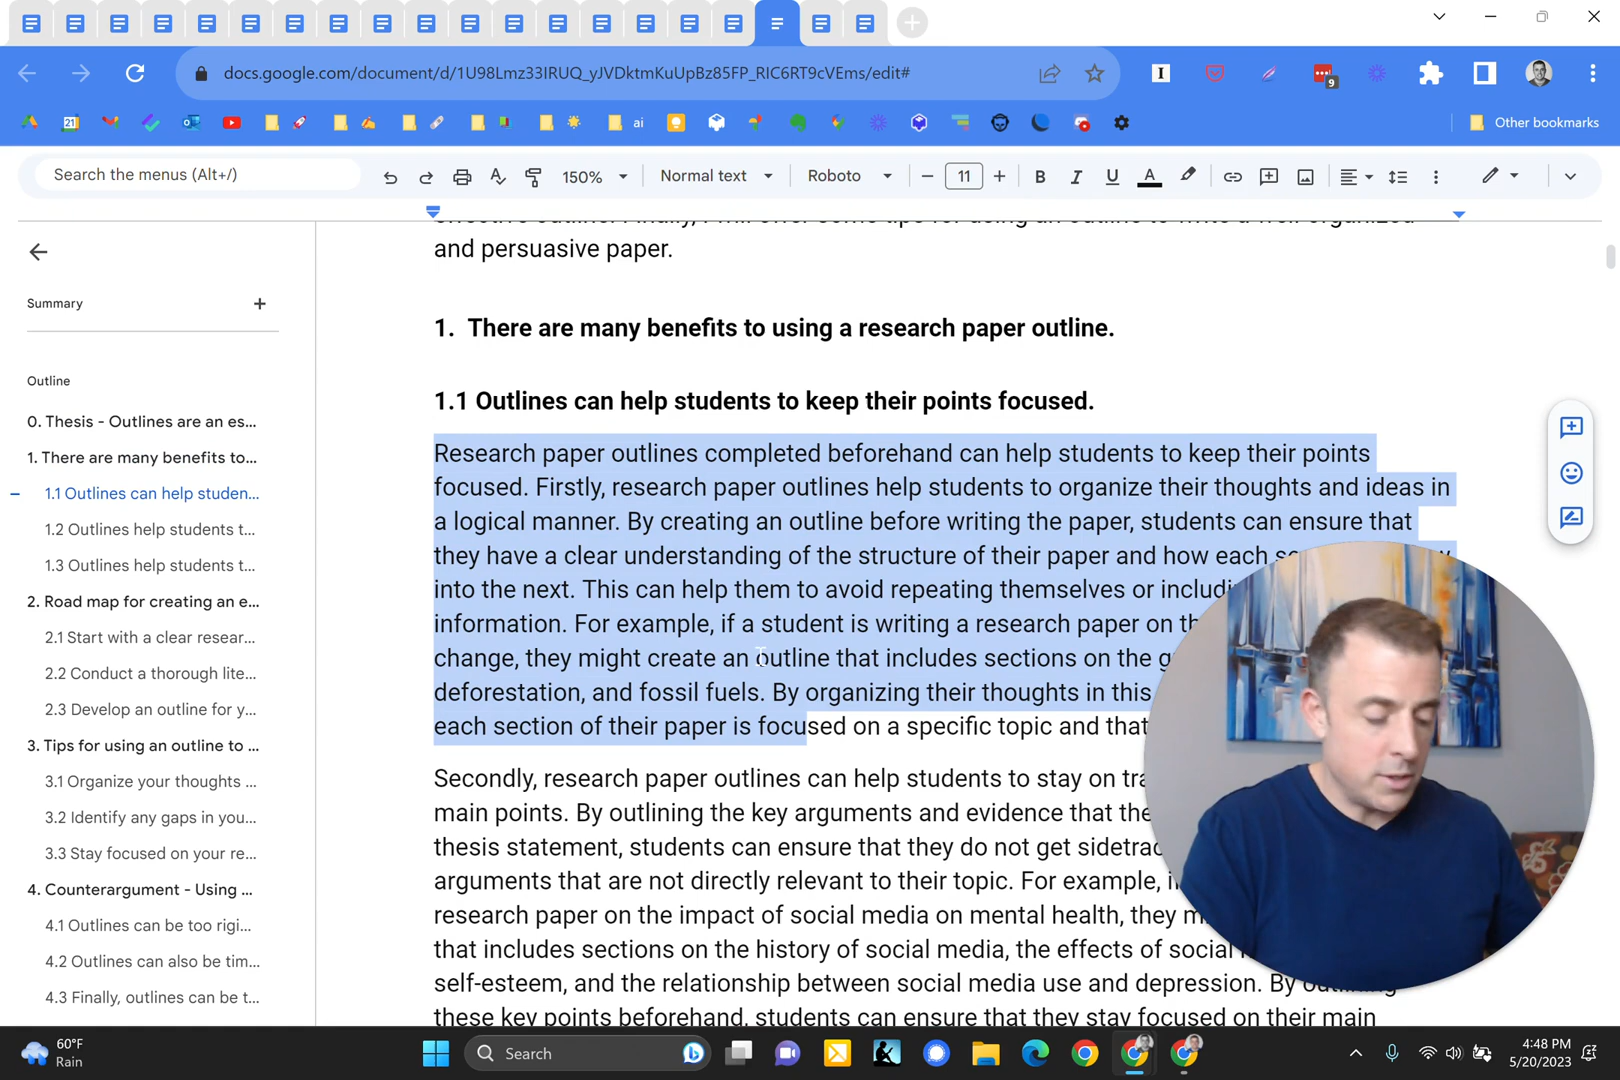 docs.google.com/document/d/1U98Lmz33IRUQ_yJVDktmKuUpBz85FP_RIC6RT9cVEms/edit#
9
21
ai
Other bookmarks
Search the menus (Alt+/)
150%
Normal text
Roboto
11
B
I
U
A
and persuasive paper.
Summary
Outline
0. Thesis - Outlines are an es...
1. There are many benefits to...
1.1 Outlines can help studen...
1.2 Outlines help students t...
1.3 Outlines help students t...
2. Road map for creating an e...
2.1 Start with a clear resear...
2.2 Conduct a thorough lite...
2.3 Develop an outline for y...
3. Tips for using an outline to ...
3.1 Organize your thoughts ...
3.2 Identify any gaps in you...
3.3 Stay focused on your re...
4. Counterargument - Using ...
4.1 Outlines can be too rigi...
4.2 Outlines can also be tim...
4.3 Finally, outlines can be t...
1. There are many benefits to using a research paper outline.
1.1 Outlines can help students to keep their points focused.
Research paper outlines completed beforehand can help students to keep their points
focused. Firstly, research paper outlines help students to organize their thoughts and ideas in
a logical manner. By creating an outline before writing the paper, students can ensure that
they have a clear understanding of the structure of their paper and how each
into the next. This can help them to avoid repeating themselves or
information. For example, if a student is writing a research paper on
change, they might create an outline that includes sections on the
deforestation, and fossil fuels. By organizing their thoughts in this
each section of their paper is focused on a specific topic and that
Secondly, research paper outlines can help students to stay on
main points. By outlining the key arguments and evidence that
thesis statement, students can ensure that they do not get
arguments that are not directly relevant to their topic. For example,
research paper on the impact of social media on mental health, they
that includes sections on the history of social media, the effects of social
self-esteem, and the relationship between social media use and depression. By
these key points beforehand, students can ensure that they stay focused on their main
60°F
Rain
Search
4:48 PM
5/20/2023